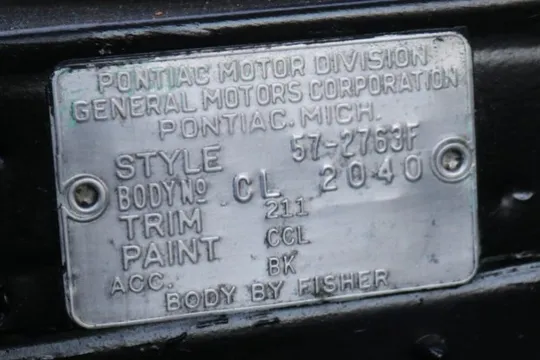 PONTIAC MOTOR DIVISION
GENERAL MOTORS CORPORATION
PONTIAC, MICH.
STYLE 57-2763F
BODY NO CL 2040
TRIM 211
PAINT CCL
ACC. BK
BODY BY FISHER